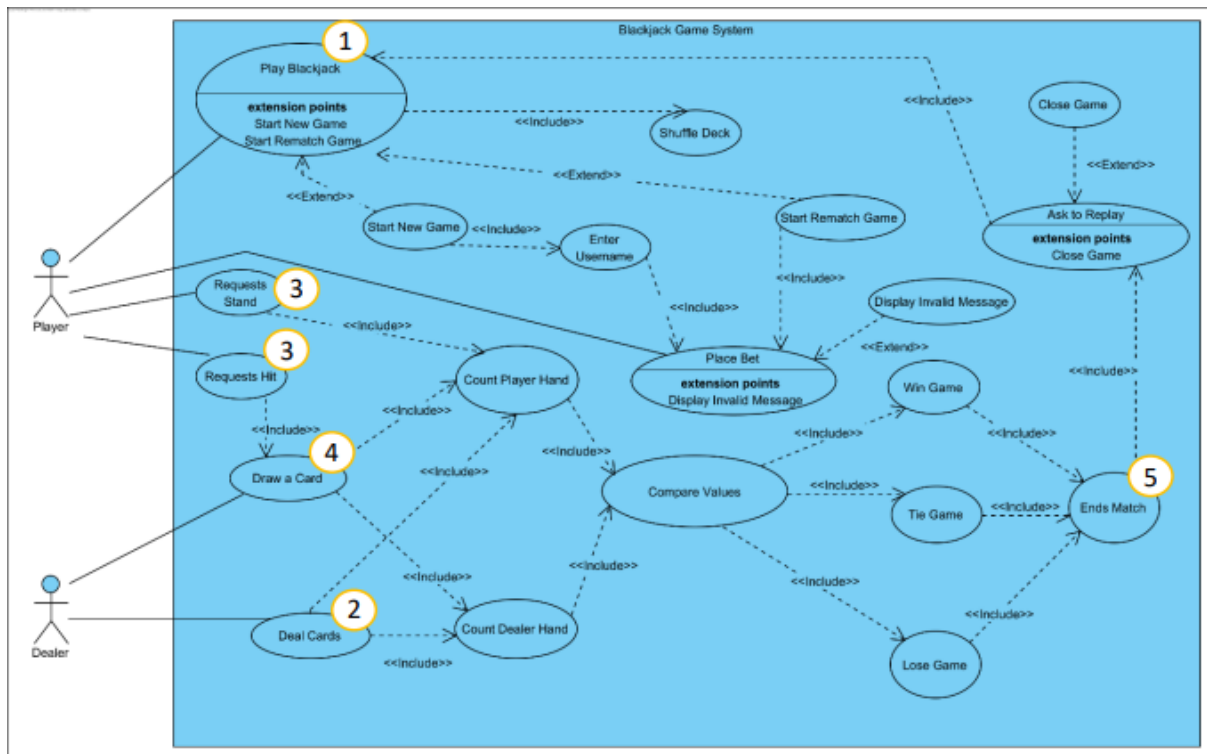 Blackjack Game System
1
Play Blackjack
extension points
Start New Game
Start Rematch Game
<<Include>>
Shuffle Deck
<<Include>>
Close Game
<<Extend>>
<<Extend>>
<<Extend>>
Start New Game
<<Include>>
Enter
Username
Start Rematch Game
Ask to Replay
extension points
Close Game
Player
Requests
Stand
3
<<Include>>
<<Include>>
<<Include>>
Display Invalid Message
<<Extend>>
3
Requests Hit
Count Player Hand
Place Bet
extension points
Display Invalid Message
Win Game
<<Include>>
<<Include>>
<<Include>>
<<Include>>
<<Include>>
4
Draw a Card
<<Include>>
Compare Values
<<Include>>
Tie Game
<<Include>>
5
Ends Match
<<Include>>
<<Include>>
<<Include>>
<<Include>>
Dealer
2
Deal Cards
<<Include>>
Count Dealer Hand
<<Include>>
<<Include>>
Lose Game